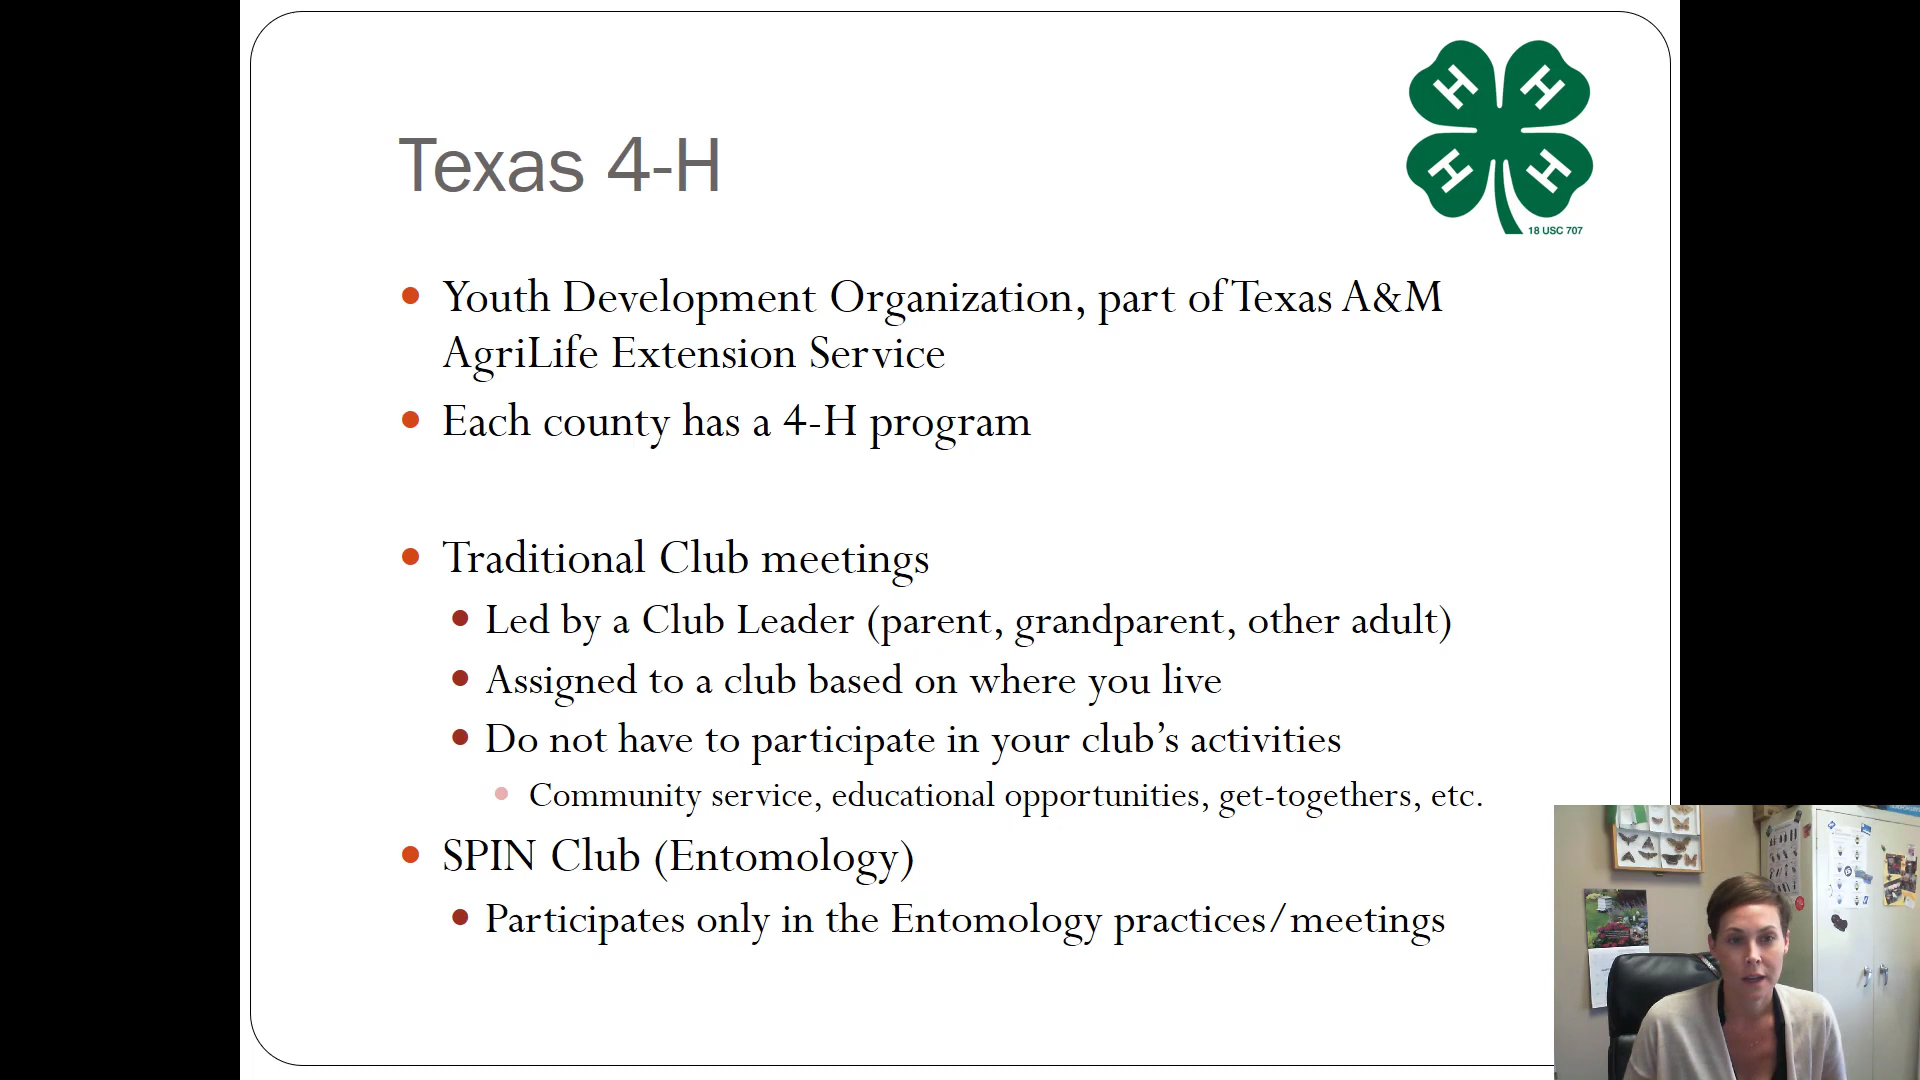 H H
H H
18 USC 707
Texas 4-H
Youth Development Organization, part of Texas A&M
AgriLife Extension Service
Each county has a 4-H program
Traditional Club meetings
Led by a Club Leader (parent, grandparent, other adult)
Assigned to a club based on where you live
Do not have to participate in your club’s activities
Community service, educational opportunities, get-togethers, etc.
SPIN Club (Entomology)
Participates only in the Entomology practices/meetings